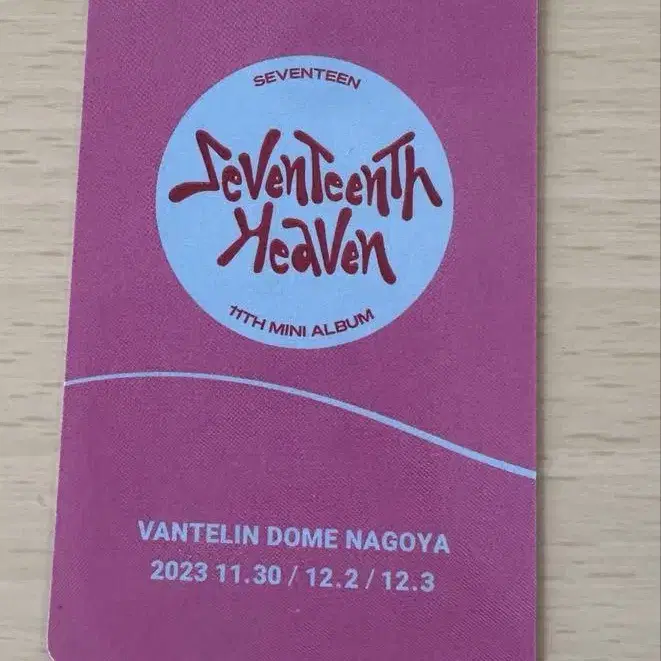 SEVENTEEN
SEVENTEENTH
HEAVEN
11TH MINI ALBUM
VANTELIN DOME NAGOYA
2023 11.30 / 12.2 / 12.3